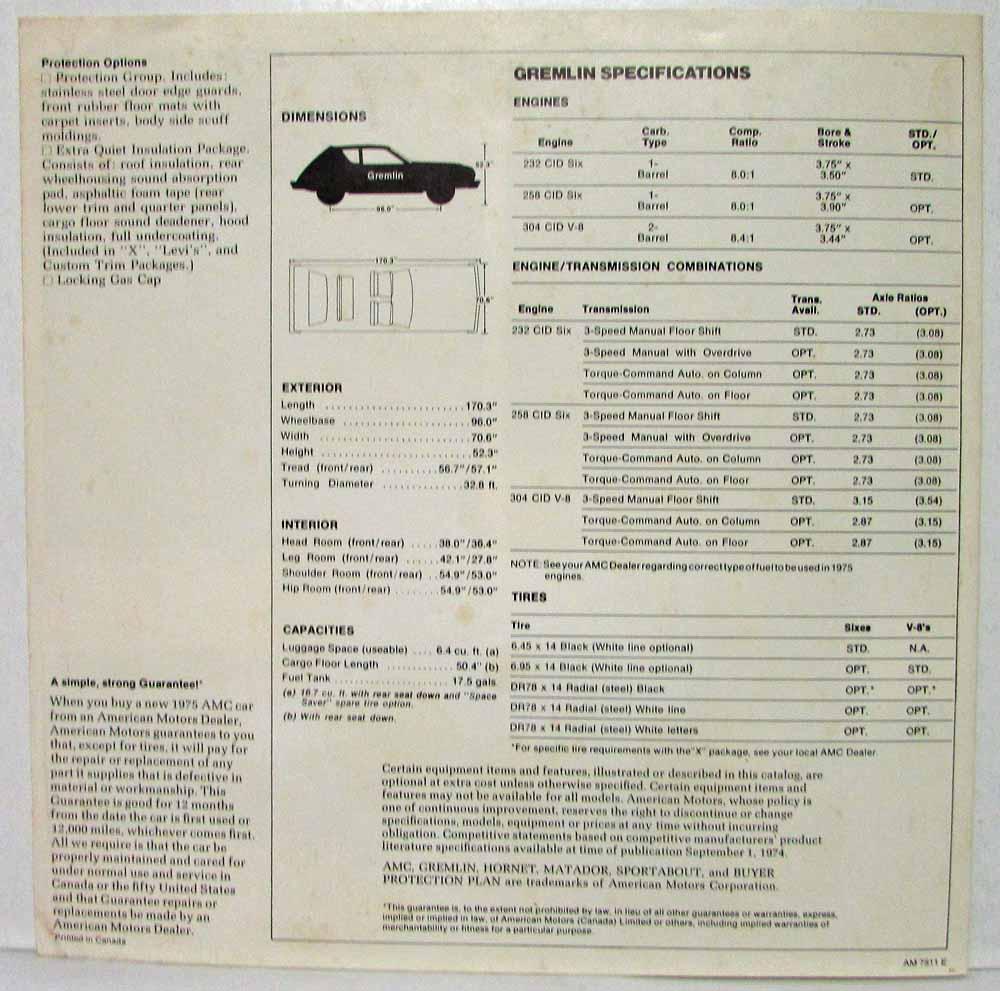 Protection Options
□ Protection Group. Includes:
stainless steel door edge guards,
front rubber floor mats with
carpet inserts, body side scuff
moldings.
□ Extra Quiet Insulation Package.
Consists of: roof insulation, rear
wheelhousing sound absorption
pad, asphaltic foam tape (rear
lower trim and quarter panels),
cargo floor sound deadener, hood
insulation, full undercoating.
(Included in "X", "Levi's", and
Custom Trim Packages.)
□ Locking Gas Cap
A simple, strong Guarantee!*
When you buy a new 1975 AMC car
from an American Motors Dealer,
American Motors guarantees to you
that, except for tires, it will pay for
the repair or replacement of any
part it supplies that is defective in
material or workmanship. This
Guarantee is good for 12 months
from the date the car is first used or
12,000 miles, whichever comes first.
All we require is that the car be
properly maintained and cared for
under normal use and service in
Canada or the fifty United States
and that Guarantee repairs or
replacements be made by an
American Motors Dealer.
Printed in Canada
DIMENSIONS
Gremlin
52.3"
96.0"
170.3"
70.6"
EXTERIOR
Length ........................ 170.3"
Wheelbase .................... 96.0"
Width ......................... 70.6"
Height ......................... 52.3"
Tread (front/rear) .......... 56.7"/57.1"
Turning Diameter ............. 32.8 ft.
INTERIOR
Head Room (front/rear) ..... 38.0"/36.4"
Leg Room (front/rear) ...... 42.1"/27.8"
Shoulder Room (front/rear) .. 54.9"/53.0"
Hip Room (front/rear) ....... 54.9"/53.0"
CAPACITIES
Luggage Space (useable) .... 6.4 cu. ft. (a)
Cargo Floor Length ............ 50.4" (b)
Fuel Tank ..................... 17.5 gals.
(a) 16.7 cu. ft. with rear seat down and "Space
Saver" spare tire option.
(b) With rear seat down.
GREMLIN SPECIFICATIONS
ENGINES
Engine Carb. Type Comp. Ratio Bore & Stroke STD./ OPT.
232 CID Six 1-Barrel 8.0:1 3.75" x 3.50" STD.
258 CID Six 1-Barrel 8.0:1 3.75" x 3.90" OPT.
304 CID V-8 2-Barrel 8.4:1 3.75" x 3.44" OPT.
ENGINE/TRANSMISSION COMBINATIONS
Engine Transmission Trans. Avail. Axle Ratios STD. (OPT.)
232 CID Six 3-Speed Manual Floor Shift STD. 2.73 (3.08)
3-Speed Manual with Overdrive OPT. 2.73 (3.08)
Torque-Command Auto. on Column OPT. 2.73 (3.08)
Torque-Command Auto. on Floor OPT. 2.73 (3.08)
258 CID Six 3-Speed Manual Floor Shift STD. 2.73 (3.08)
3-Speed Manual with Overdrive OPT. 2.73 (3.08)
Torque-Command Auto. on Column OPT. 2.73 (3.08)
Torque-Command Auto. on Floor OPT. 2.73 (3.08)
304 CID V-8 3-Speed Manual Floor Shift STD. 3.15 (3.54)
Torque-Command Auto. on Column OPT. 2.87 (3.15)
Torque-Command Auto. on Floor OPT. 2.87 (3.15)
NOTE: See your AMC Dealer regarding correct type of fuel to be used in 1975
engines.
TIRES
Tire Sixes V-8's
6.45 x 14 Black (White line optional) STD. N.A.
6.95 x 14 Black (White line optional) OPT. STD.
DR78 x 14 Radial (steel) Black OPT.* OPT.*
DR78 x 14 Radial (steel) White line OPT. OPT.
DR78 x 14 Radial (steel) White letters OPT. OPT.
*For specific tire requirements with the "X" package, see your local AMC Dealer.
Certain equipment items and features, illustrated or described in this catalog, are
optional at extra cost unless otherwise specified. Certain equipment items and
features may not be available for all models. American Motors, whose policy is
one of continuous improvement, reserves the right to discontinue or change
specifications, models, equipment or prices at any time without incurring
obligation. Competitive statements based on competitive manufacturers' product
literature specifications available at time of publication September 1, 1974.
AMC, GREMLIN, HORNET, MATADOR, SPORTABOUT, and BUYER
PROTECTION PLAN are trademarks of American Motors Corporation.
*This guarantee is, to the extent not prohibited by law, in lieu of all other guarantees or warranties, express,
implied or implied in law, of American Motors (Canada) Limited or others, including implied warranties of
merchantability or fitness for a particular purpose.
AM 7811 E